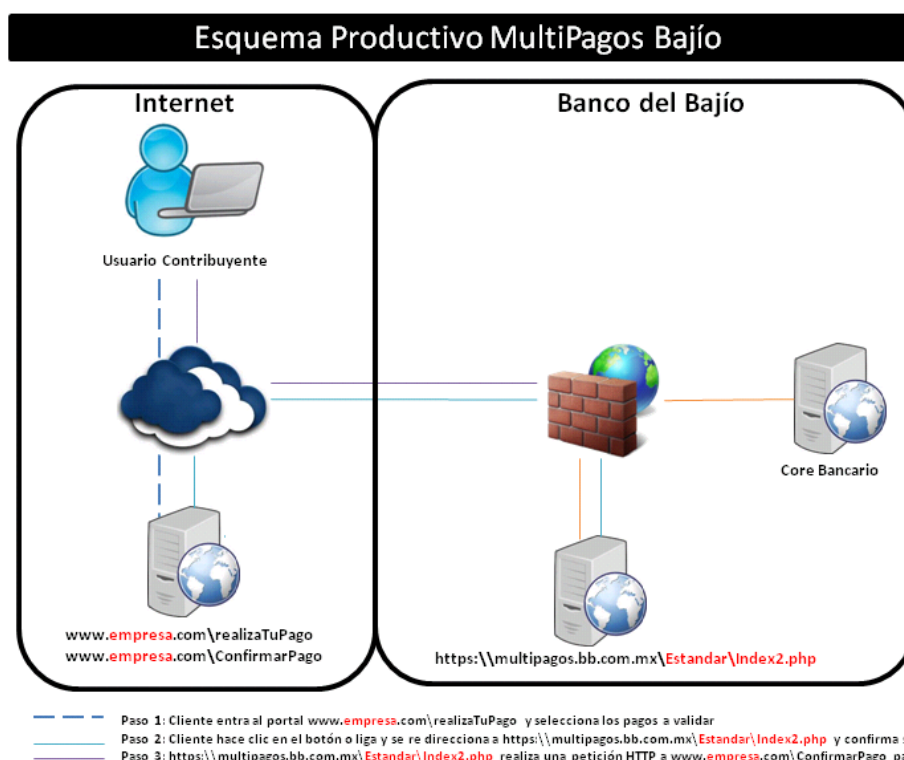 Esquema Productivo MultiPagos Bajío
Internet
Banco del Bajío
Usuario Contribuyente
Core Bancario
www.empresa.com\realizaTuPago
www.empresa.com\ConfirmarPago
https:\\multipagos.bb.com.mx\Estandar\Index2.php
Paso 1: Cliente entra al portal www.empresa.com\realizaTuPago y selecciona los pagos a validar
Paso 2: Cliente hace clic en el botón o liga y se re direcciona a https:\\multipagos.bb.com.mx\Estandar\Index2.php y confirma
Paso 3: https:\\multipagos.bb.com.mx\Estandar\Index2.php realiza una petición HTTP a www.empresa.com\ConfirmarPago